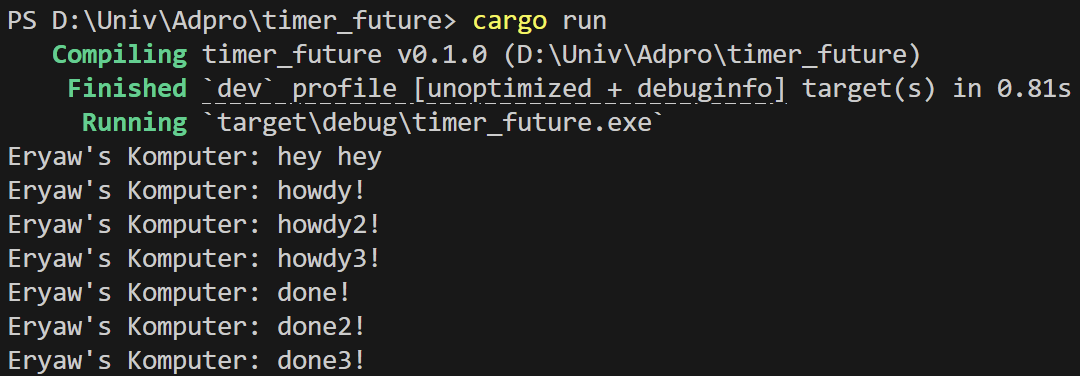 PS D:\Univ\Adpro\timer_future> cargo run
   Compiling timer_future v0.1.0 (D:\Univ\Adpro\timer_future)
    Finished `dev` profile [unoptimized + debuginfo] target(s) in 0.81s
     Running `target\debug\timer_future.exe`
Eryaw's Komputer: hey hey
Eryaw's Komputer: howdy!
Eryaw's Komputer: howdy2!
Eryaw's Komputer: howdy3!
Eryaw's Komputer: done!
Eryaw's Komputer: done2!
Eryaw's Komputer: done3!